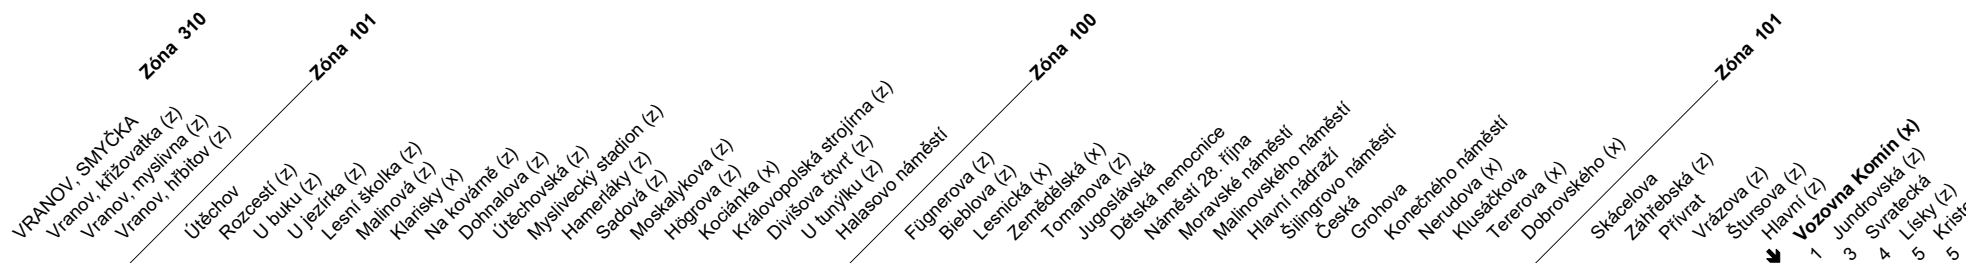 Zóna 310
VRANOV, SMYČKA
Vranov, křižovatka (z)
Vranov, myslivna (z)
Vranov, hřbitov (z)
Zóna 101
Útěchov
Rozcestí (z)
U buku (z)
U jezírka (z)
Lesní školka (z)
Malinová (z)
Klarisky (x)
Na kovárně (z)
Dohnalova (z)
Útěchovská (z)
Myslivecký stadion (z)
Hamerláky (z)
Sadová (z)
Moskalykova (z)
Högrova (z)
Kociánka (x)
Královopolská strojírna (z)
Divišova čtvrť (z)
U tunýlku (z)
Halasovo náměstí
Zóna 100
Fügnerova (z)
Bieblova (z)
Lesnická (x)
Zemědělská (x)
Tomanova (z)
Jugoslávská
Dětská nemocnice
Náměstí 28. října
Moravské náměstí
Malinovského náměstí
Hlavní nádraží
Šilingrovo náměstí
Česká
Grohova
Konečného náměstí
Nerudova (x)
Klusáčkova
Tererova (x)
Dobrovského (x)
Zóna 101
Skácelova
Záhřebská (z)
Přívrat
Vrázova (z)
Štursova (z)
Hlavní (z)
Vozovna Komín (x)
1 Jundrovská (z)
3 Svratecká
4 Lísky (z)
5
5